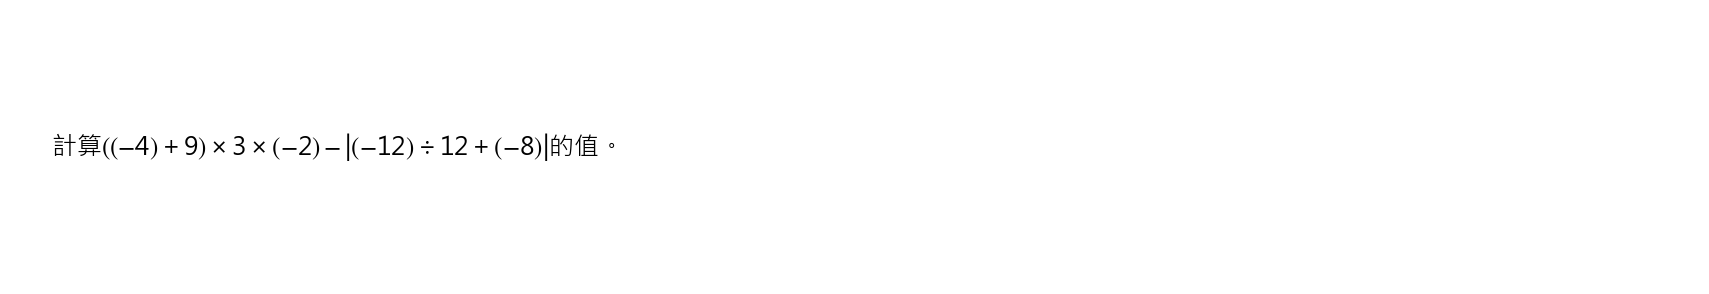 計算((−4) + 9) × 3 × (−2) − |(−12) ÷ 12 + (−8)|的值。